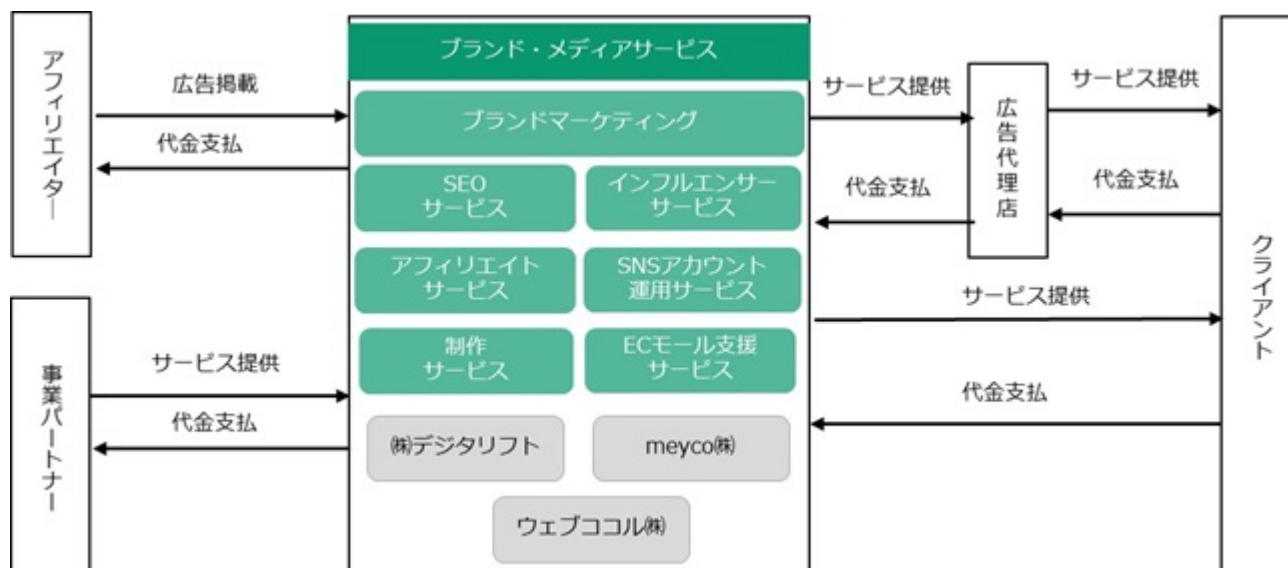 アフィリエイター
広告掲載
代金支払
事業パートナー
サービス提供
代金支払
ブランド・メディアサービス
ブランドマーケティング
SEO
サービス
インフルエンサー
サービス
アフィリエイト
サービス
SNSアカウント
運用サービス
制作
サービス
ECモール支援
サービス
㈱デジタリフト
meyco㈱
ウェブココル㈱
サービス提供
代金支払
広告代理店
サービス提供
代金支払
サービス提供
代金支払
クライアント